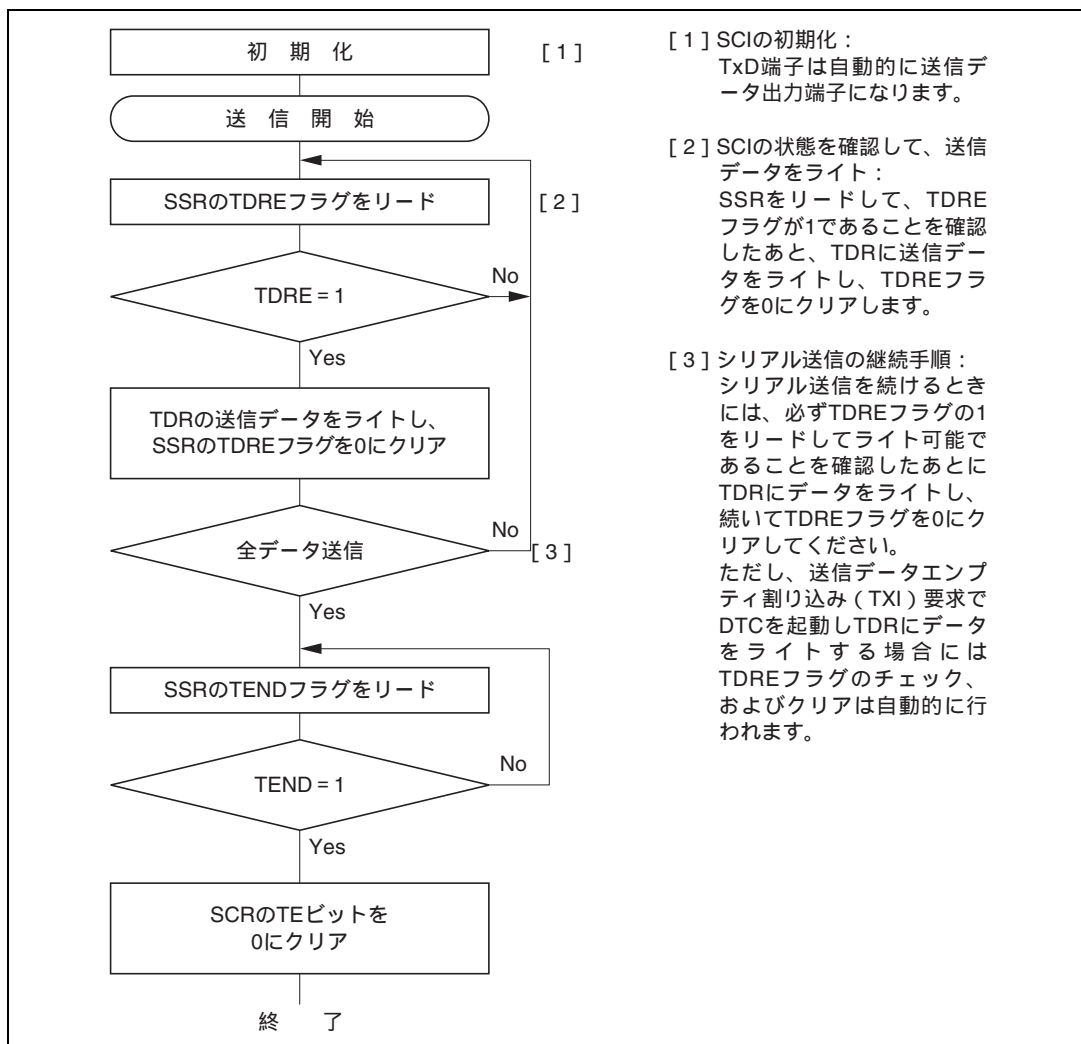 初 期 化
[ 1 ]
送 信 開 始
SSRのTDREフラグをリード
[ 2 ]
TDRE = 1
No
Yes
TDRの送信データをライトし、
SSRのTDREフラグを0にクリア
全データ送信
No
[ 3 ]
Yes
SSRのTENDフラグをリード
TEND = 1
No
Yes
SCRのTEビットを
0にクリア
終 了
[ 1 ] SCIの初期化：
TxD端子は自動的に送信デ
ータ出力端子になります。
[ 2 ] SCIの状態を確認して、送信
データをライト：
SSRをリードして、TDRE
フラグが1であることを確認
したあと、TDRに送信デー
タをライトし、TDREフラ
グを0にクリアします。
[ 3 ] シリアル送信の継続手順：
シリアル送信を続けるとき
には、必ずTDREフラグの1
をリードしてライト可能で
あることを確認したあとに
TDRにデータをライトし、
続いてTDREフラグを0にク
リアしてください。
ただし、送信データエンプ
ティ割り込み（TXI）要求で
DTCを起動しTDRにデータ
をライトする場合には
TDREフラグのチェック、
およびクリアは自動的に行
われます。